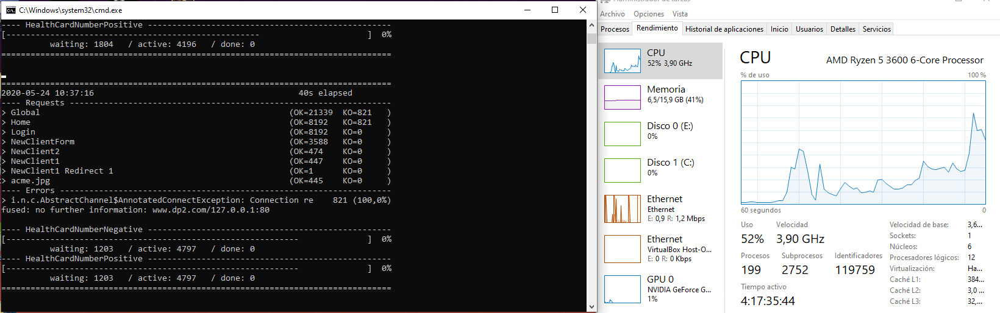 C:\Windows\system32\cmd.exe
---- HealthCardNumberPositive --------------------------------------------------
[----------------------------------------------------                      ]  0%
          waiting: 1804   / active: 4196   / done: 0
================================================================================
================================================================================
2020-05-24 10:37:16                                          40s elapsed
---- Requests ------------------------------------------------------------------
> Global                                                   (OK=21339  KO=821   )
> Home                                                     (OK=8192   KO=821   )
> Login                                                    (OK=8192   KO=0     )
> NewClientForm                                            (OK=3588   KO=0     )
> NewClient2                                               (OK=474    KO=0     )
> NewClient1                                               (OK=447    KO=0     )
> NewClient1 Redirect 1                                    (OK=1      KO=0     )
> acme.jpg                                                 (OK=445    KO=0     )
---- Errors --------------------------------------------------------------------
> i.n.c.AbstractChannel$AnnotatedConnectException: Connection re    821 (100,0%)
fused: no further information: www.dp2.com/127.0.0.1:80
---- HealthCardNumberNegative --------------------------------------------------
[------------------------------------------------------------              ]  0%
          waiting: 1203   / active: 4797   / done: 0
---- HealthCardNumberPositive --------------------------------------------------
[------------------------------------------------------------              ]  0%
          waiting: 1203   / active: 4797   / done: 0
================================================================================
Administrador de tareas
Archivo Opciones Vista
Procesos Rendimiento Historial de aplicaciones Inicio Usuarios Detalles Servicios
CPU
52% 3,90 GHz
Memoria
6,5/15,9 GB (41%)
Disco 0 (E:)
0%
Disco 1 (C:)
0%
Ethernet
Ethernet
E: 0,9 R: 1,2 Mbps
Ethernet
VirtualBox Host-O...
E: 0 R: 0 Kbps
GPU 0
NVIDIA GeForce G...
1%
CPU AMD Ryzen 5 3600 6-Core Processor
% de uso 100 %
60 segundos 0
Uso Velocidad
52% 3,90 GHz
Procesos Subprocesos Identificadores
199 2752 119759
Tiempo activo
4:17:35:44
Velocidad de base: 3,6...
Sockets: 1
Núcleos: 6
Procesadores lógicos: 12
Virtualización: Ha...
Caché L1: 384...
Caché L2: 3,0 ...
Caché L3: 32,...